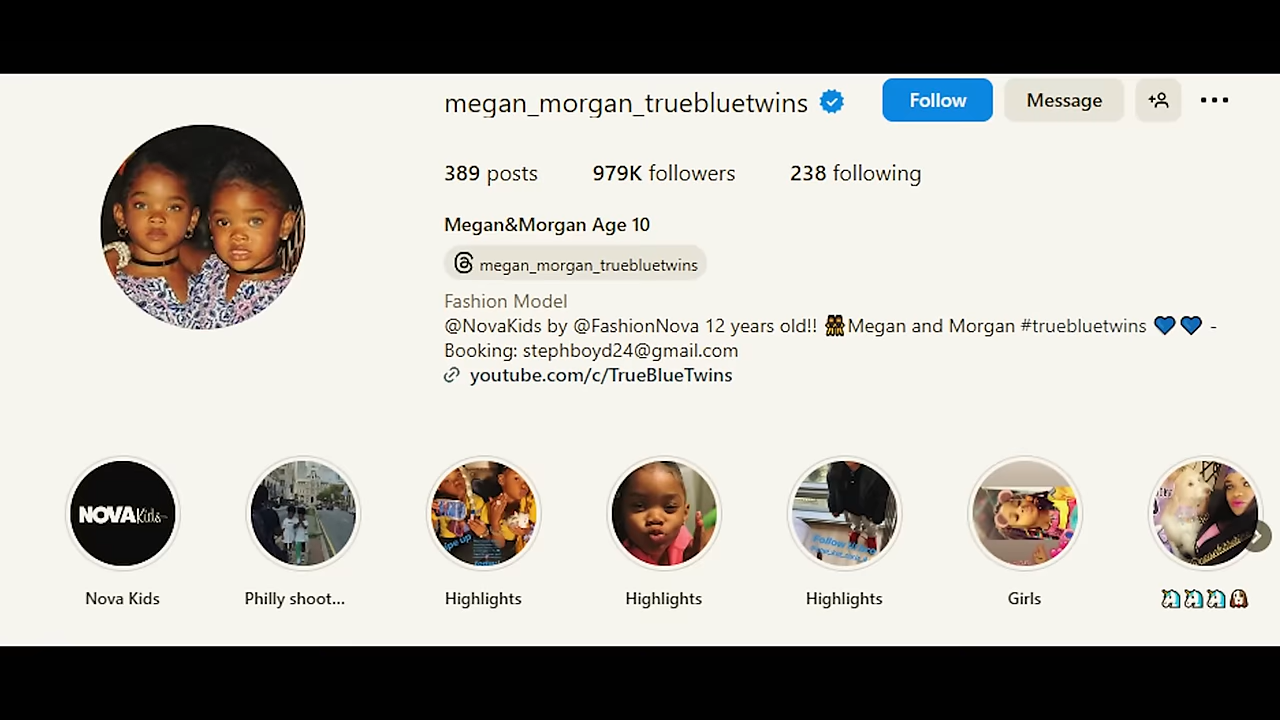 megan_morgan_truebluetwins
Follow
Message
389 posts 979K followers 238 following
Megan&Morgan Age 10
megan_morgan_truebluetwins
Fashion Model
@NovaKids by @FashionNova 12 years old!! 👯🏾Megan and Morgan #truebluetwins 💙💙 -
Booking: stephboyd24@gmail.com
youtube.com/c/TrueBlueTwins
NOVA Kids
Nova Kids
Philly shoot...
Highlights
Highlights
Highlights
Girls